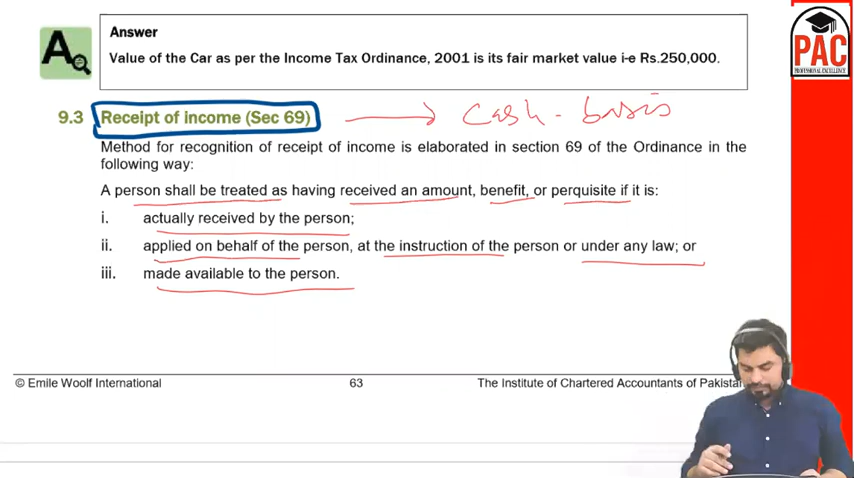 Answer
Value of the Car as per the Income Tax Ordinance, 2001 is its fair market value i-e Rs.250,000.
PAC
PROFESSIONAL EXCELLENCE
9.3 Receipt of income (Sec 69) cash - basis
Method for recognition of receipt of income is elaborated in section 69 of the Ordinance in the
following way:
A person shall be treated as having received an amount, benefit, or perquisite if it is:
i. actually received by the person;
ii. applied on behalf of the person, at the instruction of the person or under any law; or
iii. made available to the person.
© Emile Woolf International 63 The Institute of Chartered Accountants of Pakistan